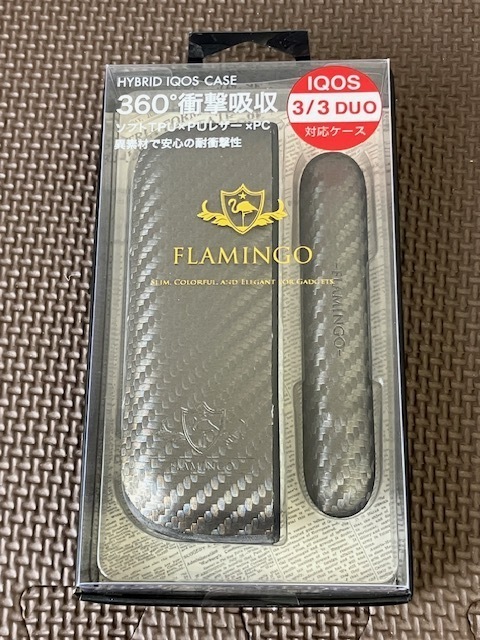 HYBRID IQOS CASE
360°衝撃吸収
ソフトTPU×PUレザー×PC
異素材で安心の耐衝撃性
IQOS
3/3 DUO
対応ケース
FLAMINGO
SLIM, COLORFUL, AND ELEGANT FOR GADGETS.
-FLAMINGO-
FLAMINGO